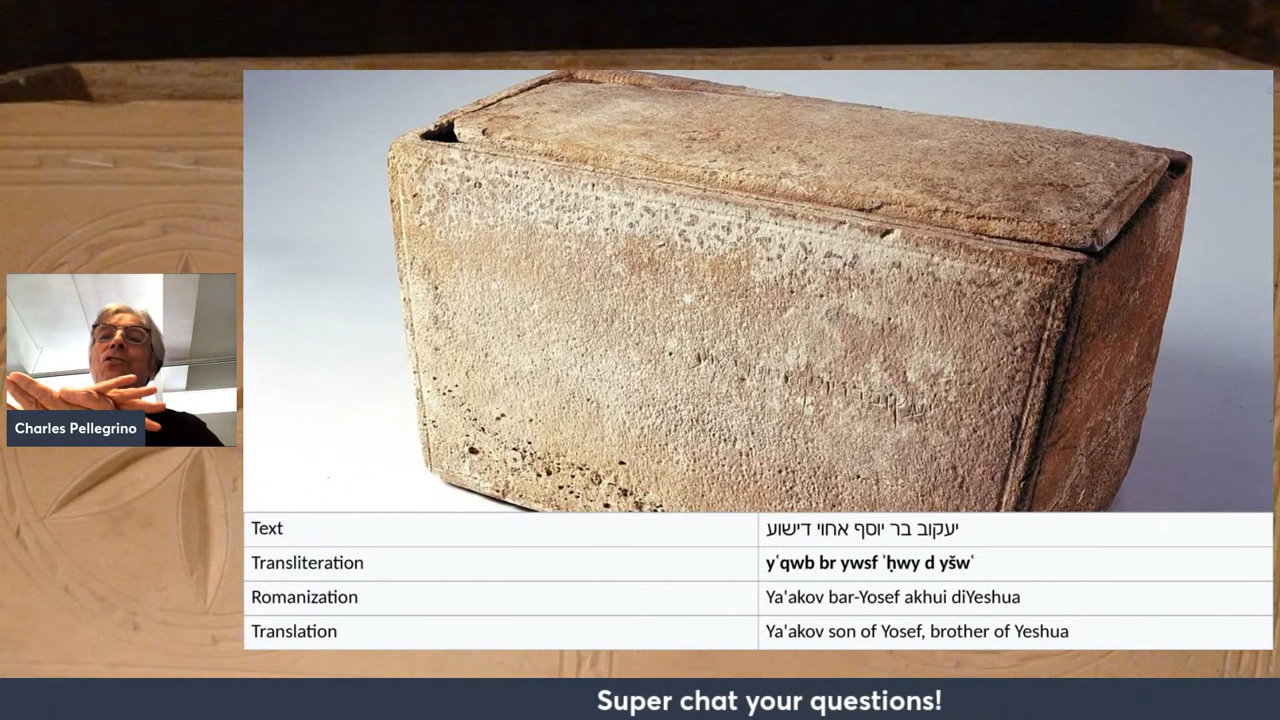 Charles Pellegrino
Text יעקוב בר יוסף אחוי דישוע
Transliteration yʿqwb br ywsf ʾḥwy d yšwʿ
Romanization Ya'akov bar-Yosef akhui diYeshua
Translation Ya'akov son of Yosef, brother of Yeshua
Super chat your questions!